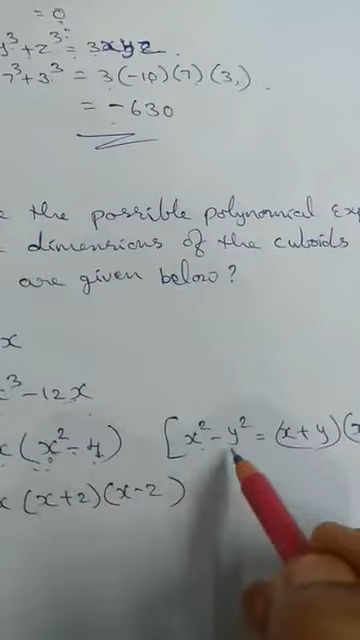 = 0
y³ + z³ = 3xyz.
7³ + 3³ = 3(-10)(7)(3).
= -630
the possible polynomial
dimensions of the cuboids
are given below?
x
x³ - 12x
x(x² - 4) [x² - y² = (x+y)(x
x(x+2)(x-2)